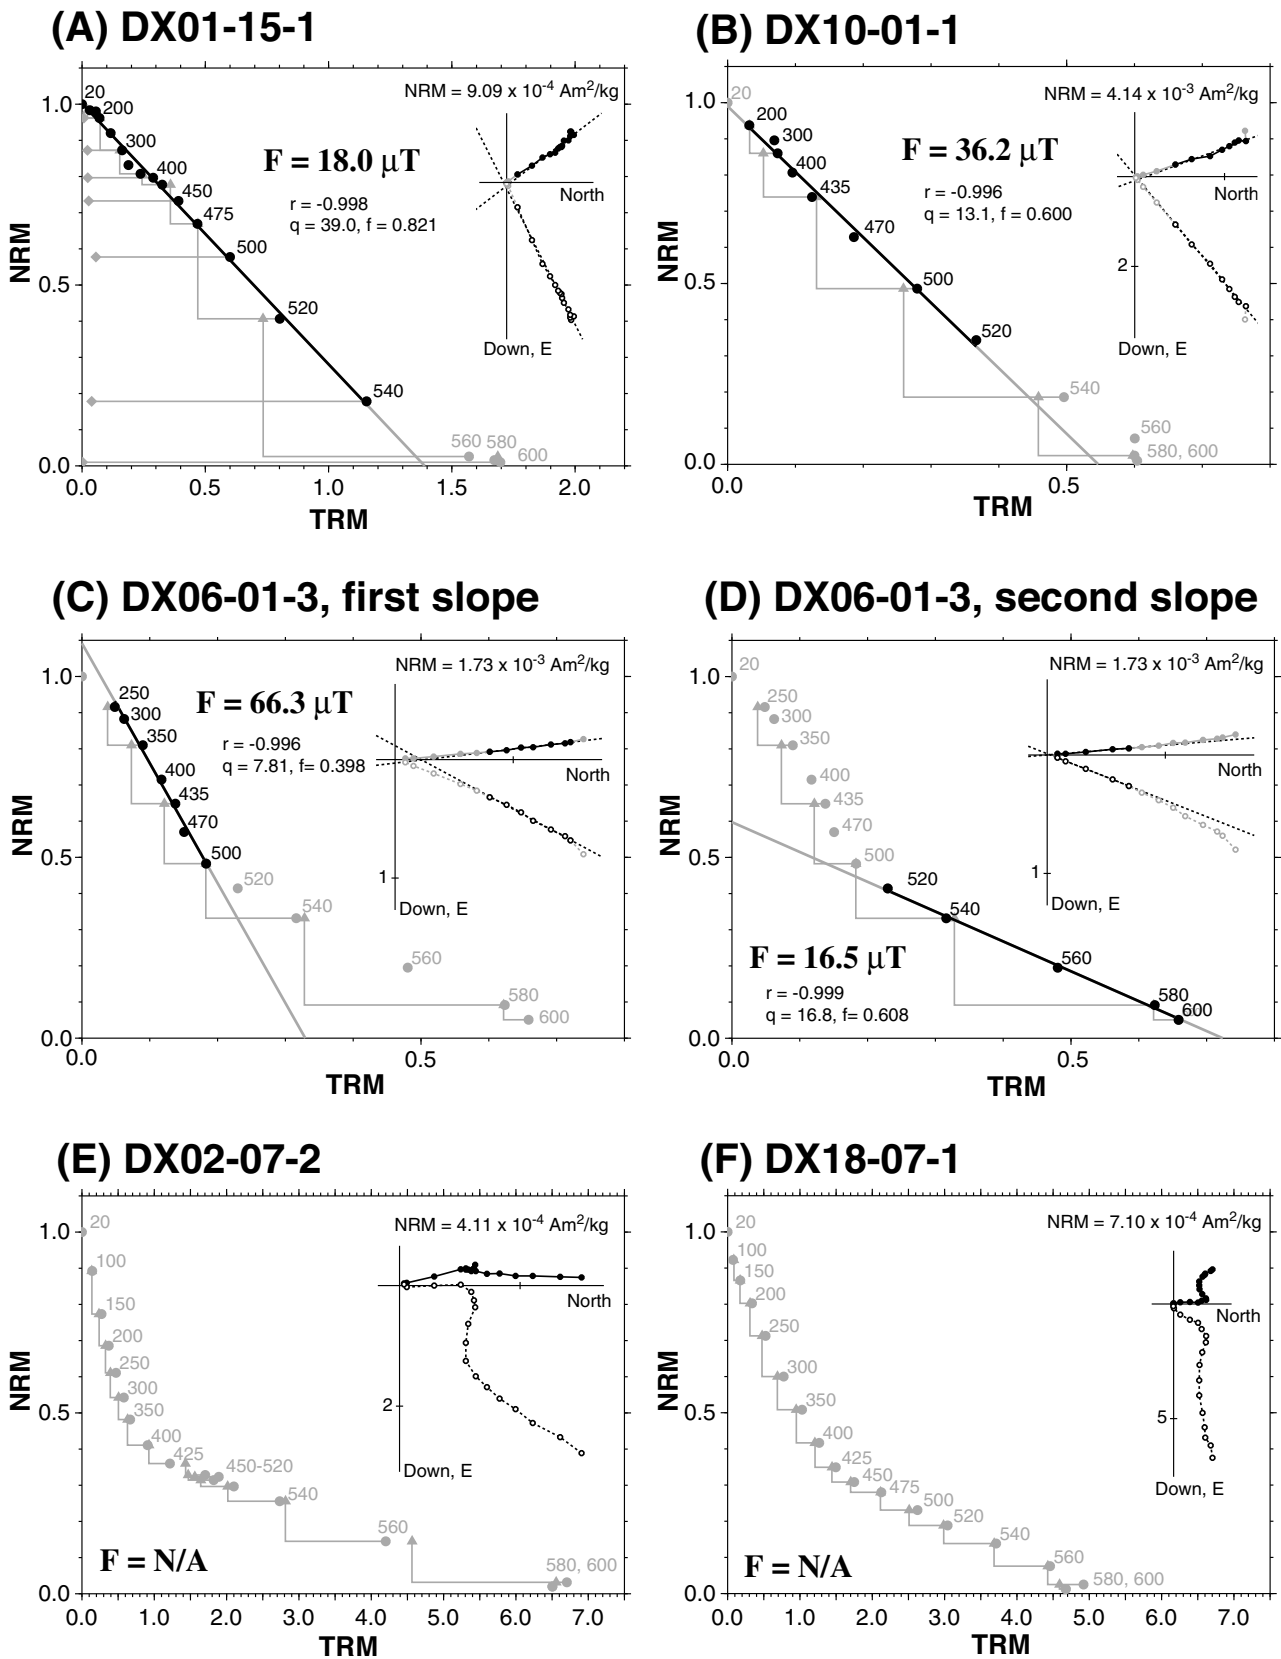 (A) DX01-15-1
NRM = 9.09 x 10-4 Am2/kg
F = 18.0 μT
r = -0.998
q = 39.0, f = 0.821
20
200
300
400
450
475
500
520
540
560 580
600
North
Down, E
NRM
1.0
0.5
0.0
0.0 0.5 1.0 1.5 2.0
TRM
(B) DX10-01-1
NRM = 4.14 x 10-3 Am2/kg
F = 36.2 μT
r = -0.996
q = 13.1, f = 0.600
20
200
300
400
435
470
500
520
540
560
580, 600
North
2
Down, E
NRM
1.0
0.5
0.0
0.0 0.5
TRM
(C) DX06-01-3, first slope
NRM = 1.73 x 10-3 Am2/kg
F = 66.3 μT
r = -0.996
q = 7.81, f= 0.398
250
300
350
400
435
470
500
520
540
560
580
600
North
1
Down, E
NRM
1.0
0.5
0.0
0.0 0.5
TRM
(D) DX06-01-3, second slope
NRM = 1.73 x 10-3 Am2/kg
20
250
300
350
400
435
470
500
520
540
560
580
600
F = 16.5 μT
r = -0.999
q = 16.8, f= 0.608
North
1
Down, E
NRM
1.0
0.5
0.0
0.0 0.5
TRM
(E) DX02-07-2
NRM = 4.11 x 10-4 Am2/kg
20
100
150
200
250
300
350
400
425
450-520
540
560
580, 600
North
2
Down, E
F = N/A
NRM
1.0
0.5
0.0
0.0 1.0 2.0 3.0 4.0 5.0 6.0 7.0
TRM
(F) DX18-07-1
NRM = 7.10 x 10-4 Am2/kg
20
100
150
200
250
300
350
400
425
450
475
500
520
540
560
580, 600
North
5
Down, E
F = N/A
NRM
1.0
0.5
0.0
0.0 1.0 2.0 3.0 4.0 5.0 6.0 7.0
TRM